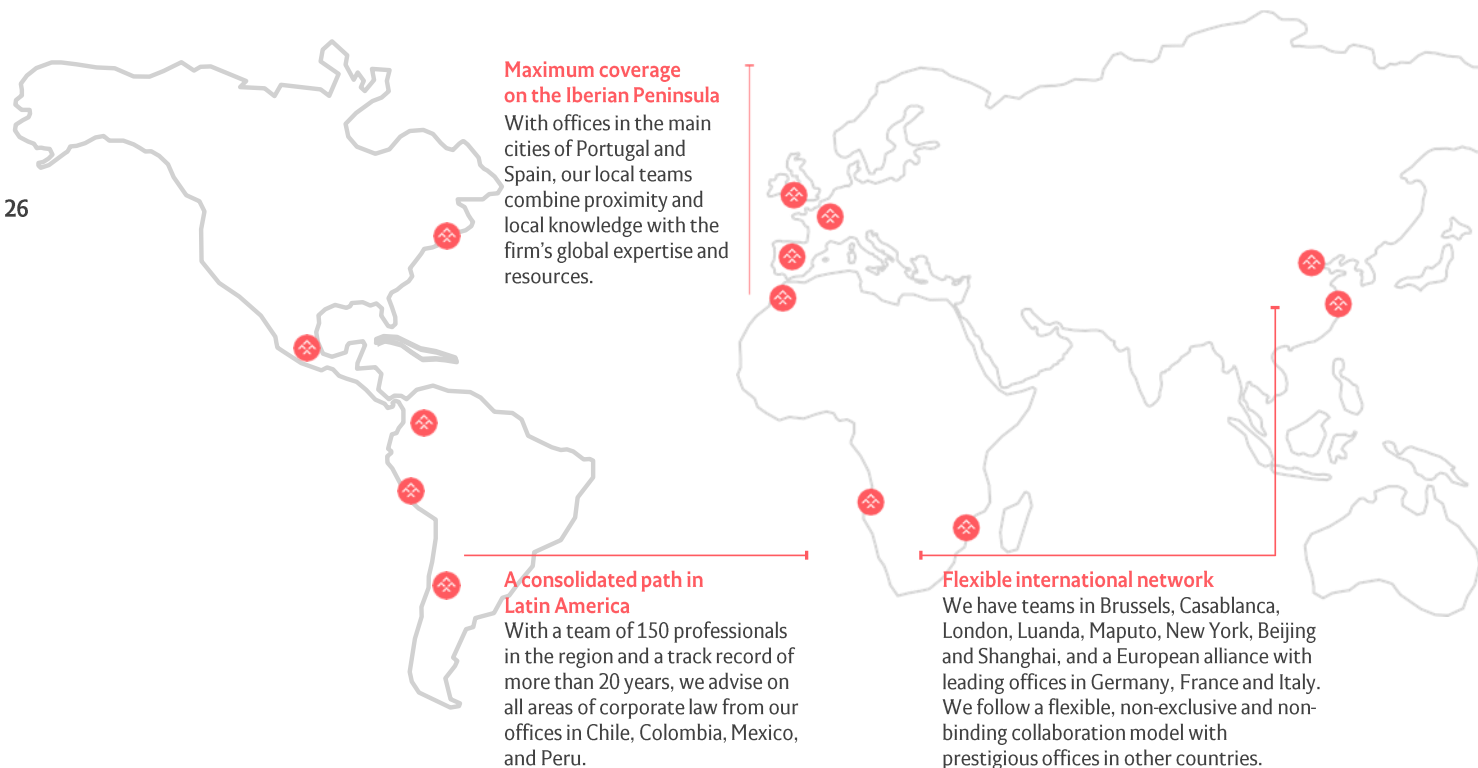 26
Maximum coverage
on the Iberian Peninsula
With offices in the main
cities of Portugal and
Spain, our local teams
combine proximity and
local knowledge with the
firm's global expertise and
resources.
A consolidated path in
Latin America
With a team of 150 professionals
in the region and a track record of
more than 20 years, we advise on
all areas of corporate law from our
offices in Chile, Colombia, Mexico,
and Peru.
Flexible international network
We have teams in Brussels, Casablanca,
London, Luanda, Maputo, New York, Beijing
and Shanghai, and a European alliance with
leading offices in Germany, France and Italy.
We follow a flexible, non-exclusive and non-
binding collaboration model with
prestigious offices in other countries.